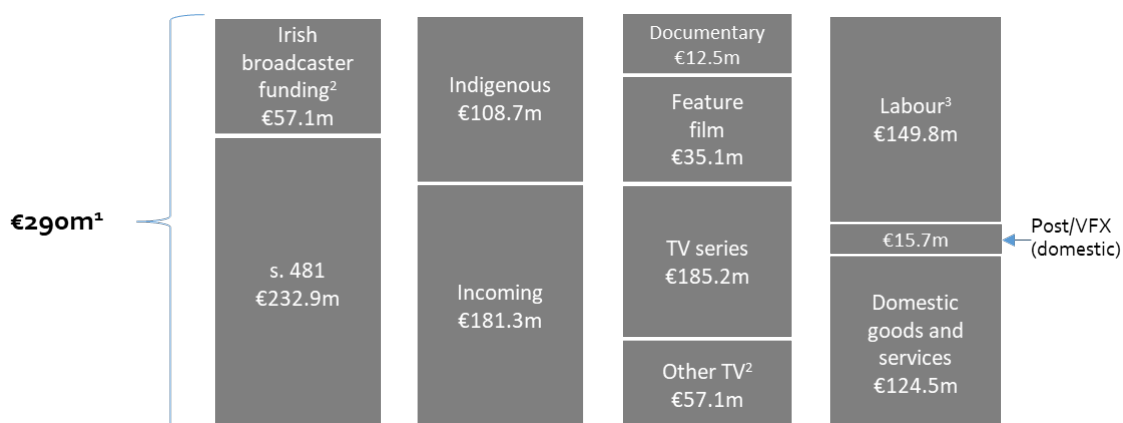 €290m¹
Irish
broadcaster
funding²
€57.1m
s. 481
€232.9m
Indigenous
€108.7m
Incoming
€181.3m
Documentary
€12.5m
Feature
film
€35.1m
TV series
€185.2m
Other TV²
€57.1m
Labour³
€149.8m
€15.7m
Domestic
goods and
services
€124.5m
Post/VFX
(domestic)